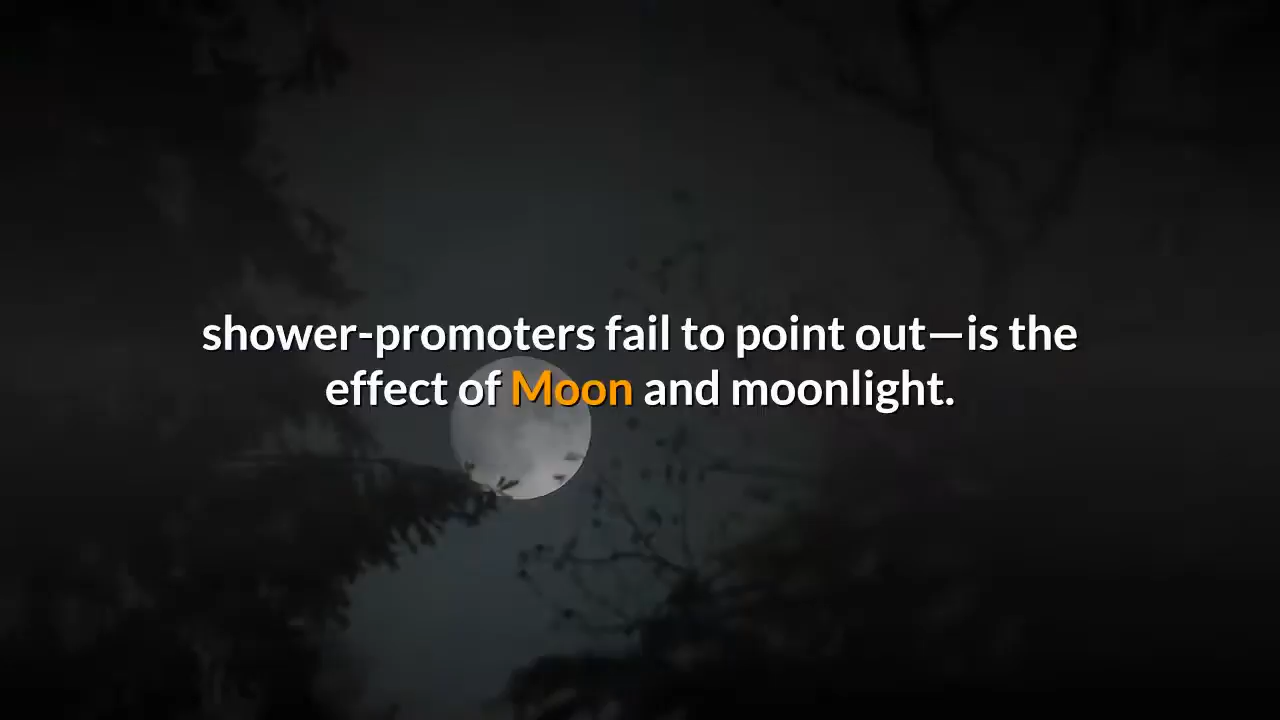 shower-promoters fail to point out—is the
effect of Moon and moonlight.